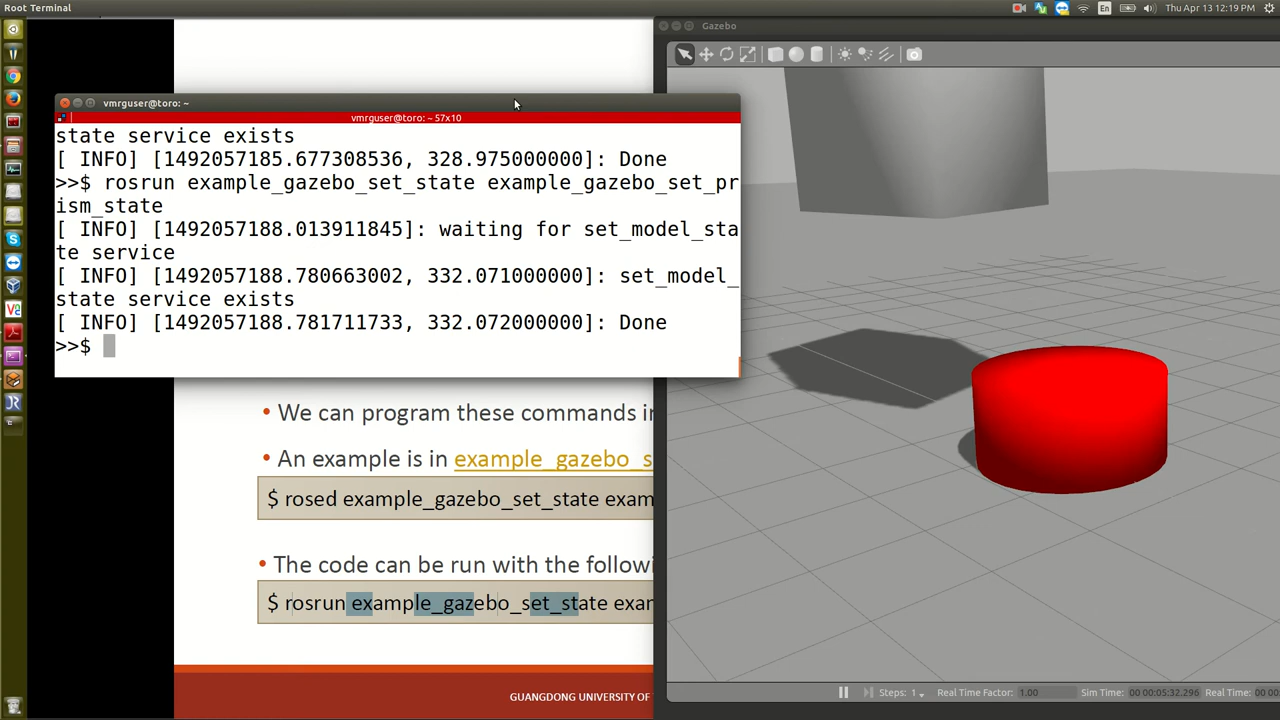 Root Terminal
En
Thu Apr 13 12:19 PM
Gazebo
vmrguser@toro: ~
vmrguser@toro: ~ 57x10
state service exists
[ INFO] [1492057185.677308536, 328.975000000]: Done
>>$ rosrun example_gazebo_set_state example_gazebo_set_pr
ism_state
[ INFO] [1492057188.013911845]: waiting for set_model_sta
te service
[ INFO] [1492057188.780663002, 332.071000000]: set_model_
state service exists
[ INFO] [1492057188.781711733, 332.072000000]: Done
>>$
• We can program these commands i
• An example is in example_gazebo_s
$ rosed example_gazebo_set_state exam
• The code can be run with the followi
$ rosrun example_gazebo_set_state exam
GUANGDONG UNIVERSITY OF
Steps: 1
Real Time Factor: 1.00
Sim Time: 00 00:05:32.296
Real Time: 00 00: